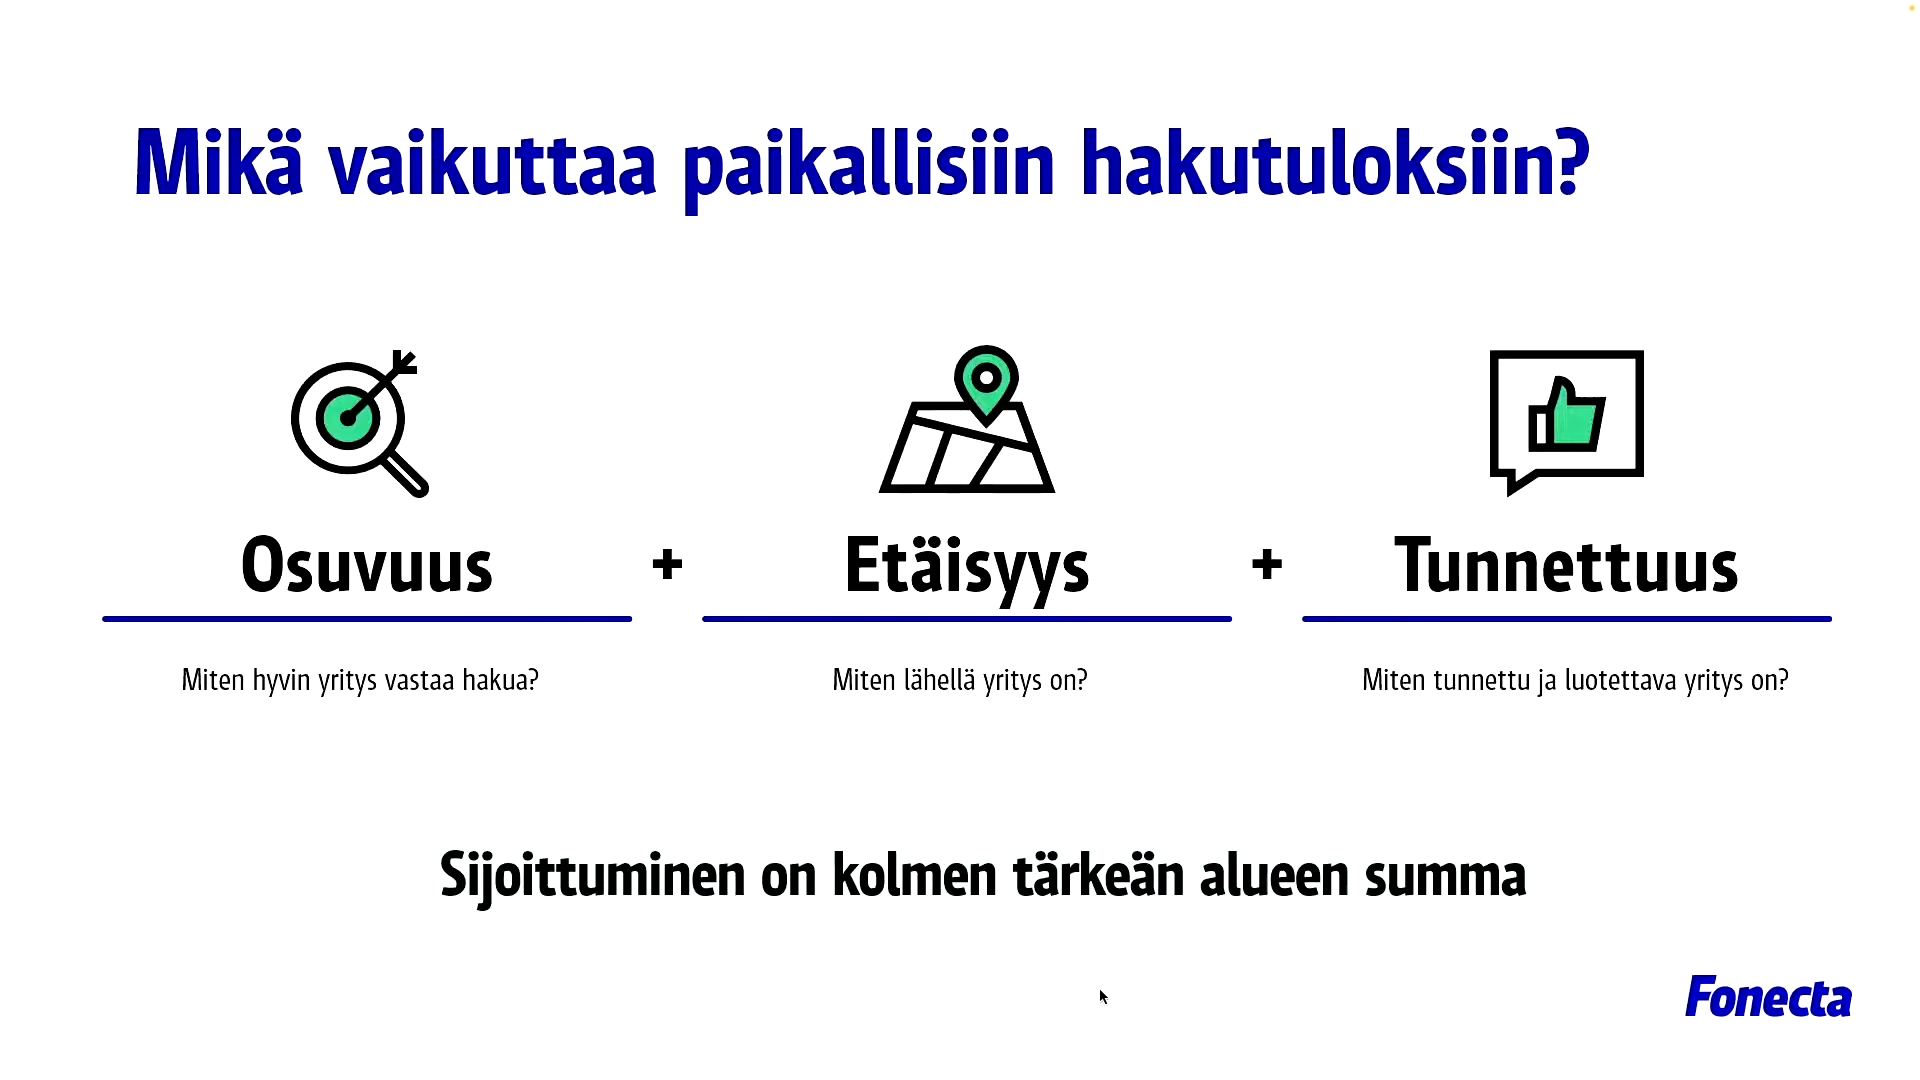 Mikä vaikuttaa paikallisiin hakutuloksiin?
Osuvuus + Etäisyys + Tunnettuus
Miten hyvin yritys vastaa hakua?
Miten lähellä yritys on?
Miten tunnettu ja luotettava yritys on?
Sijoittuminen on kolmen tärkeän alueen summa
Fonecta